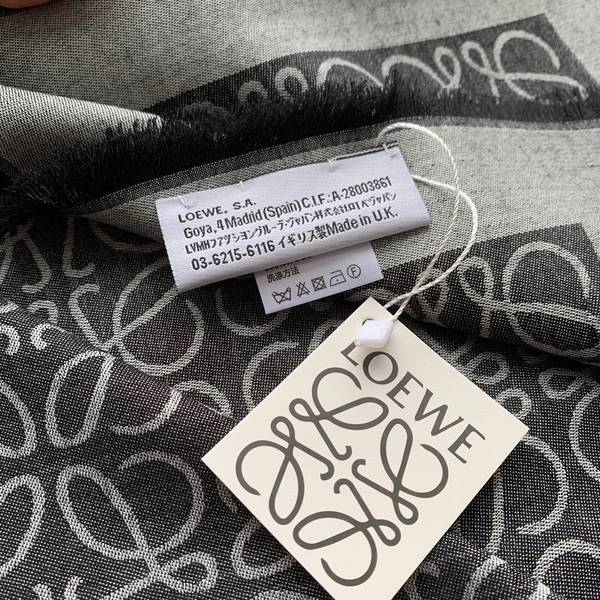 LOEWE, S.A.
Goya, 4 Madrid (Spain) C.I.F.:A-28003861
LVMHファッショングループ・ジャパン株式会社ロエベジャパン
03-6215-6116 イギリス製 Made in U.K.
洗濯方法
F
LOEWE